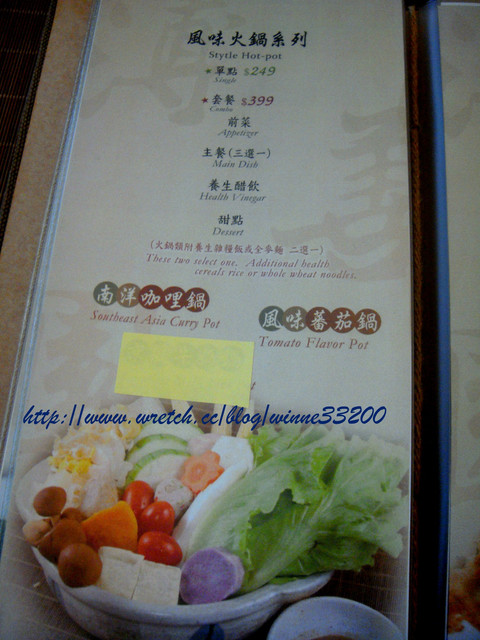 風味火鍋系列
Stytle Hot-pot
★單點 $249
Single
★套餐 $399
Combo
前菜
Appetizer
主餐(三選一)
Main Dish
養生醋飲
Health Vinegar
甜點
Dessert
(火鍋類附養生雜糧飯或全麥麵 二選一)
These two select one. Additional health
cereals rice or whole wheat noodles.
南洋咖哩鍋
Southeast Asia Curry Pot
風味蕃茄鍋
Tomato Flavor Pot
http://www.wretch.cc/blog/winne33200